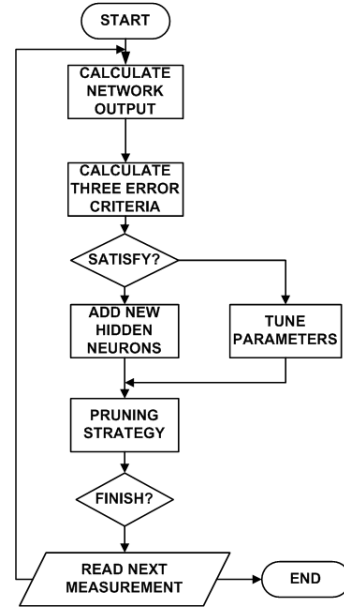 START
CALCULATE
NETWORK
OUTPUT
CALCULATE
THREE ERROR
CRITERIA
SATISFY?
ADD NEW
HIDDEN
NEURONS
TUNE
PARAMETERS
PRUNING
STRATEGY
FINISH?
READ NEXT
MEASUREMENT
END